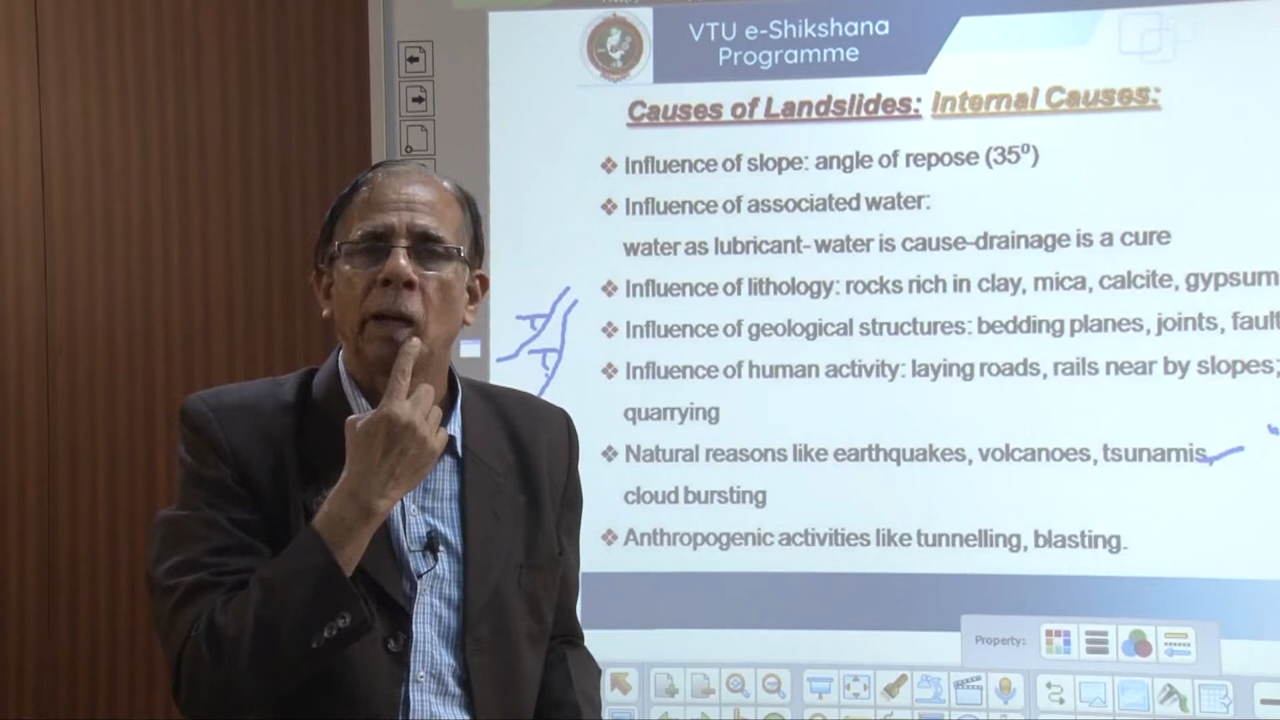 VTU e-Shikshana
Programme
Causes of Landslides: Internal Causes:
❖ Influence of slope: angle of repose (35⁰)
❖ Influence of associated water:
water as lubricant- water is cause-drainage is a cure
❖ Influence of lithology: rocks rich in clay, mica, calcite, gypsum
❖ Influence of geological structures: bedding planes, joints, fault
❖ Influence of human activity: laying roads, rails near by slopes;
quarrying
❖ Natural reasons like earthquakes, volcanoes, tsunamis,
cloud bursting
❖ Anthropogenic activities like tunnelling, blasting.
Property: